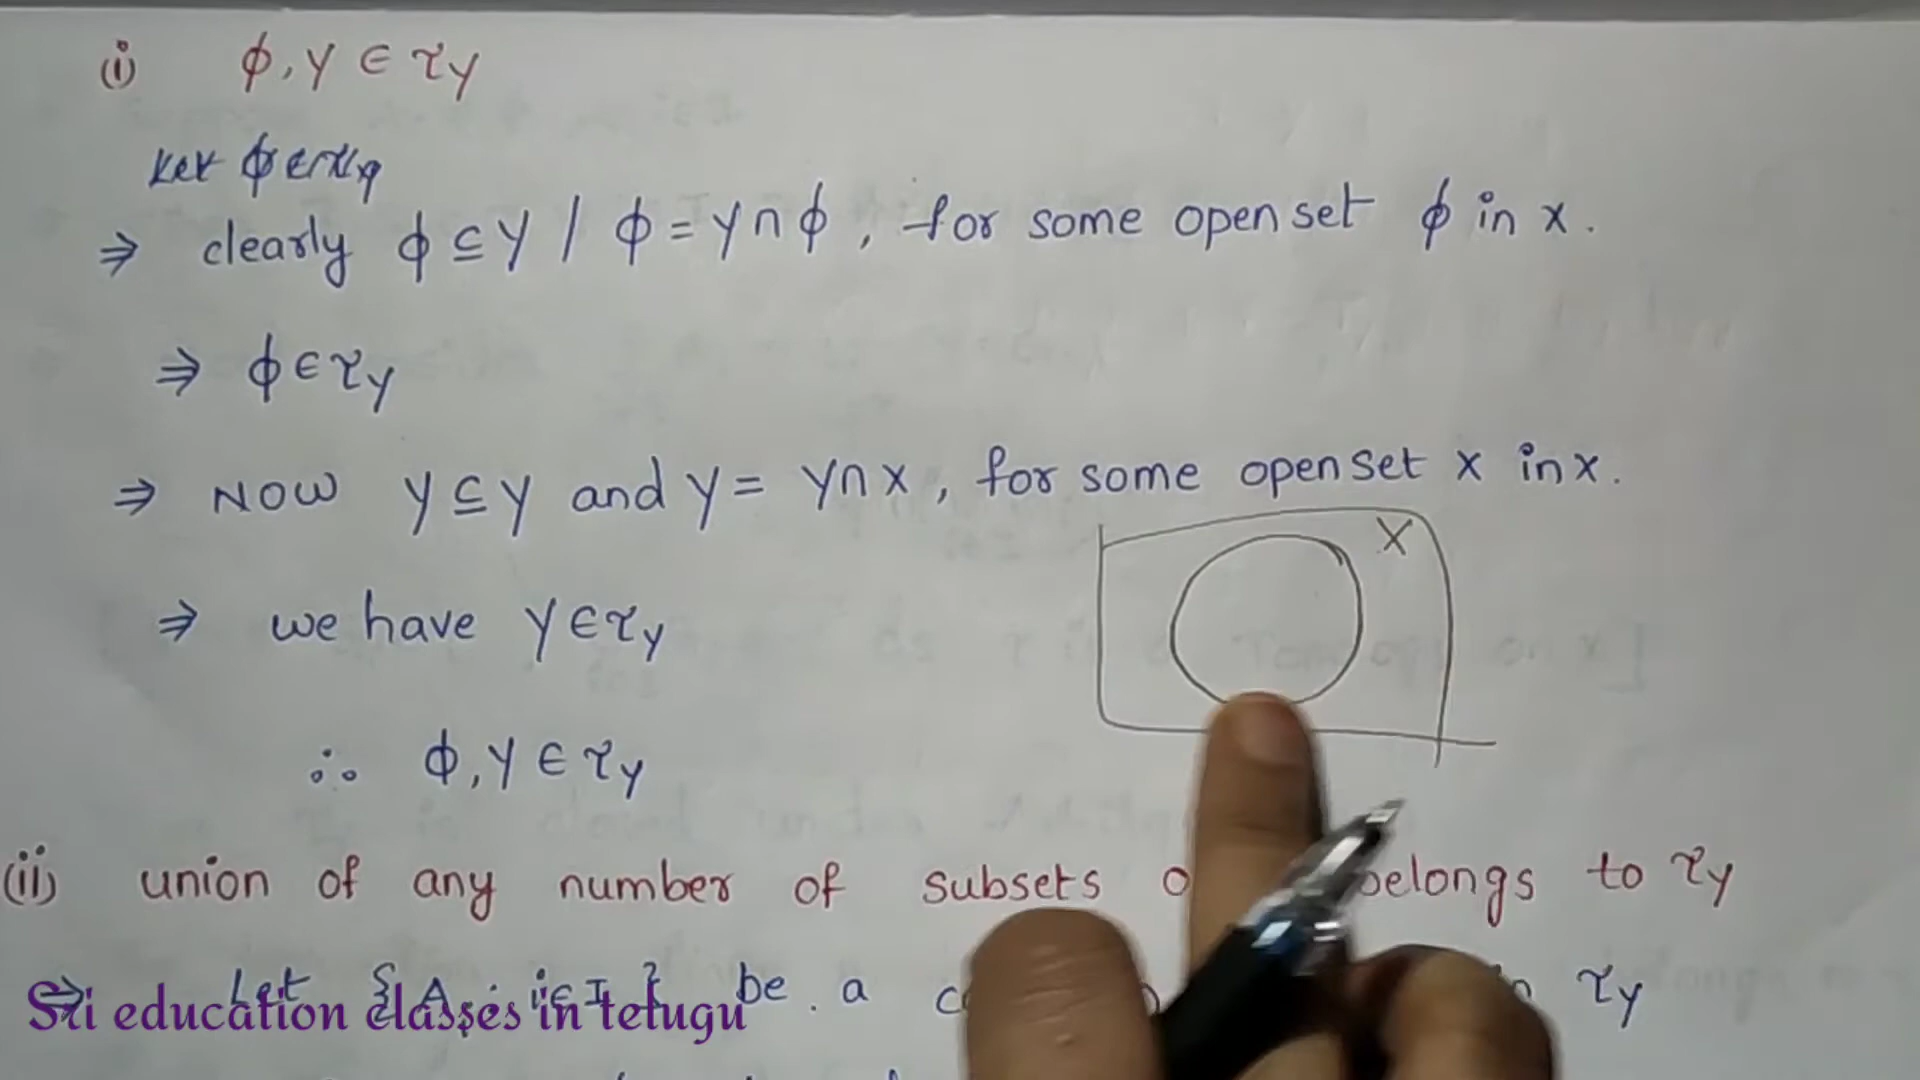 (i) ϕ, Y ∈ τY
Let
⇒ clearly ϕ ⊆ Y / ϕ = Y ∩ ϕ, for some open set ϕ in X.
⇒ ϕ ∈ τY
⇒ NOW Y ⊆ Y and Y = Y ∩ X, for some open set X in X.
X
⇒ we have Y ∈ τY
∴ ϕ, Y ∈ τY
(ii) union of any number of subsets belongs to τY
⇒ Let {Ai : i ∈ I} be a τY
Sri education classes in telugu